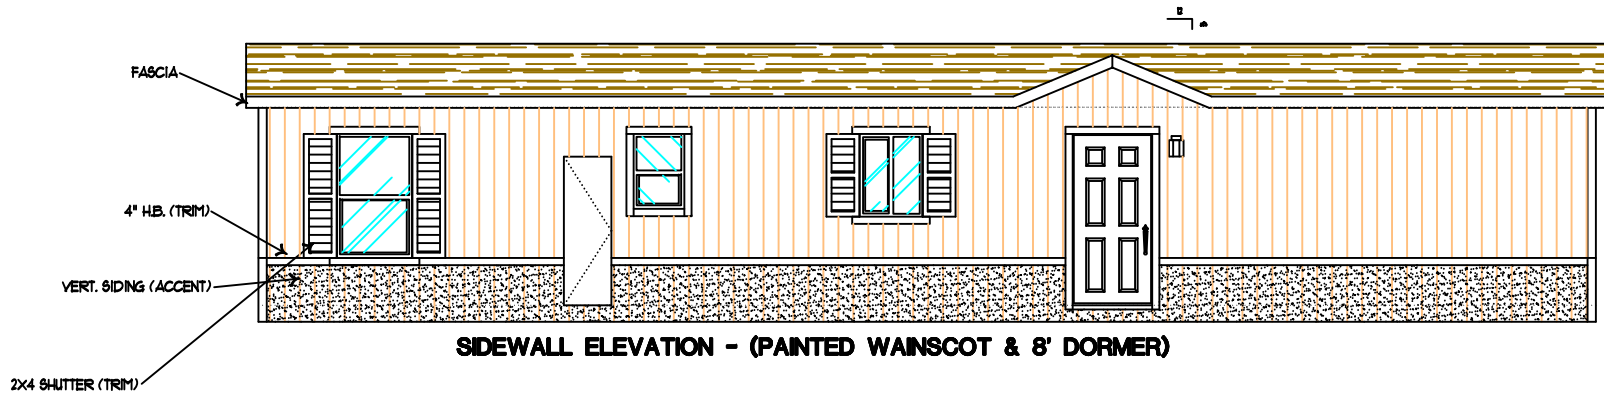 FASCIA
4" H.B. (TRIM)
VERT. SIDING (ACCENT)
SIDEWALL ELEVATION - (PAINTED WAINSCOT & 8' DORMER)
2X4 SHUTTER (TRIM)